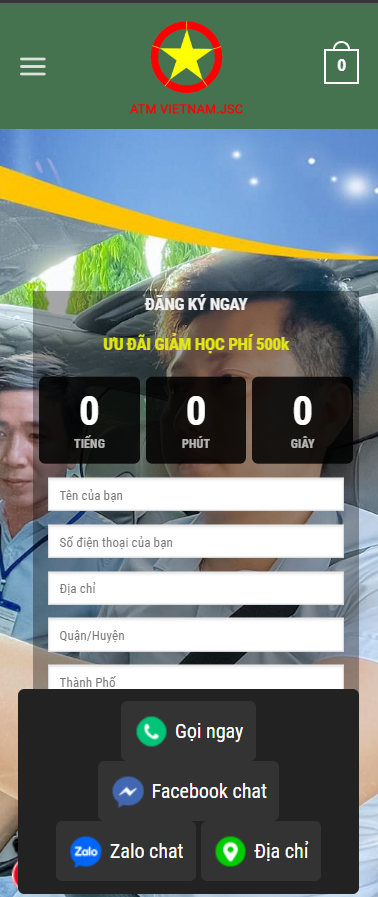 ATM VIETNAM.JSC
0
ĐĂNG KÝ NGAY
ƯU ĐÃI GIẢM HỌC PHÍ 500k
0 0 0
TIẾNG PHÚT GIÂY
Tên của bạn
Số điện thoại của bạn
Địa chỉ
Quận/Huyện
Thành Phố
Gọi ngay
Facebook chat
Zalo Zalo chat
Địa chỉ